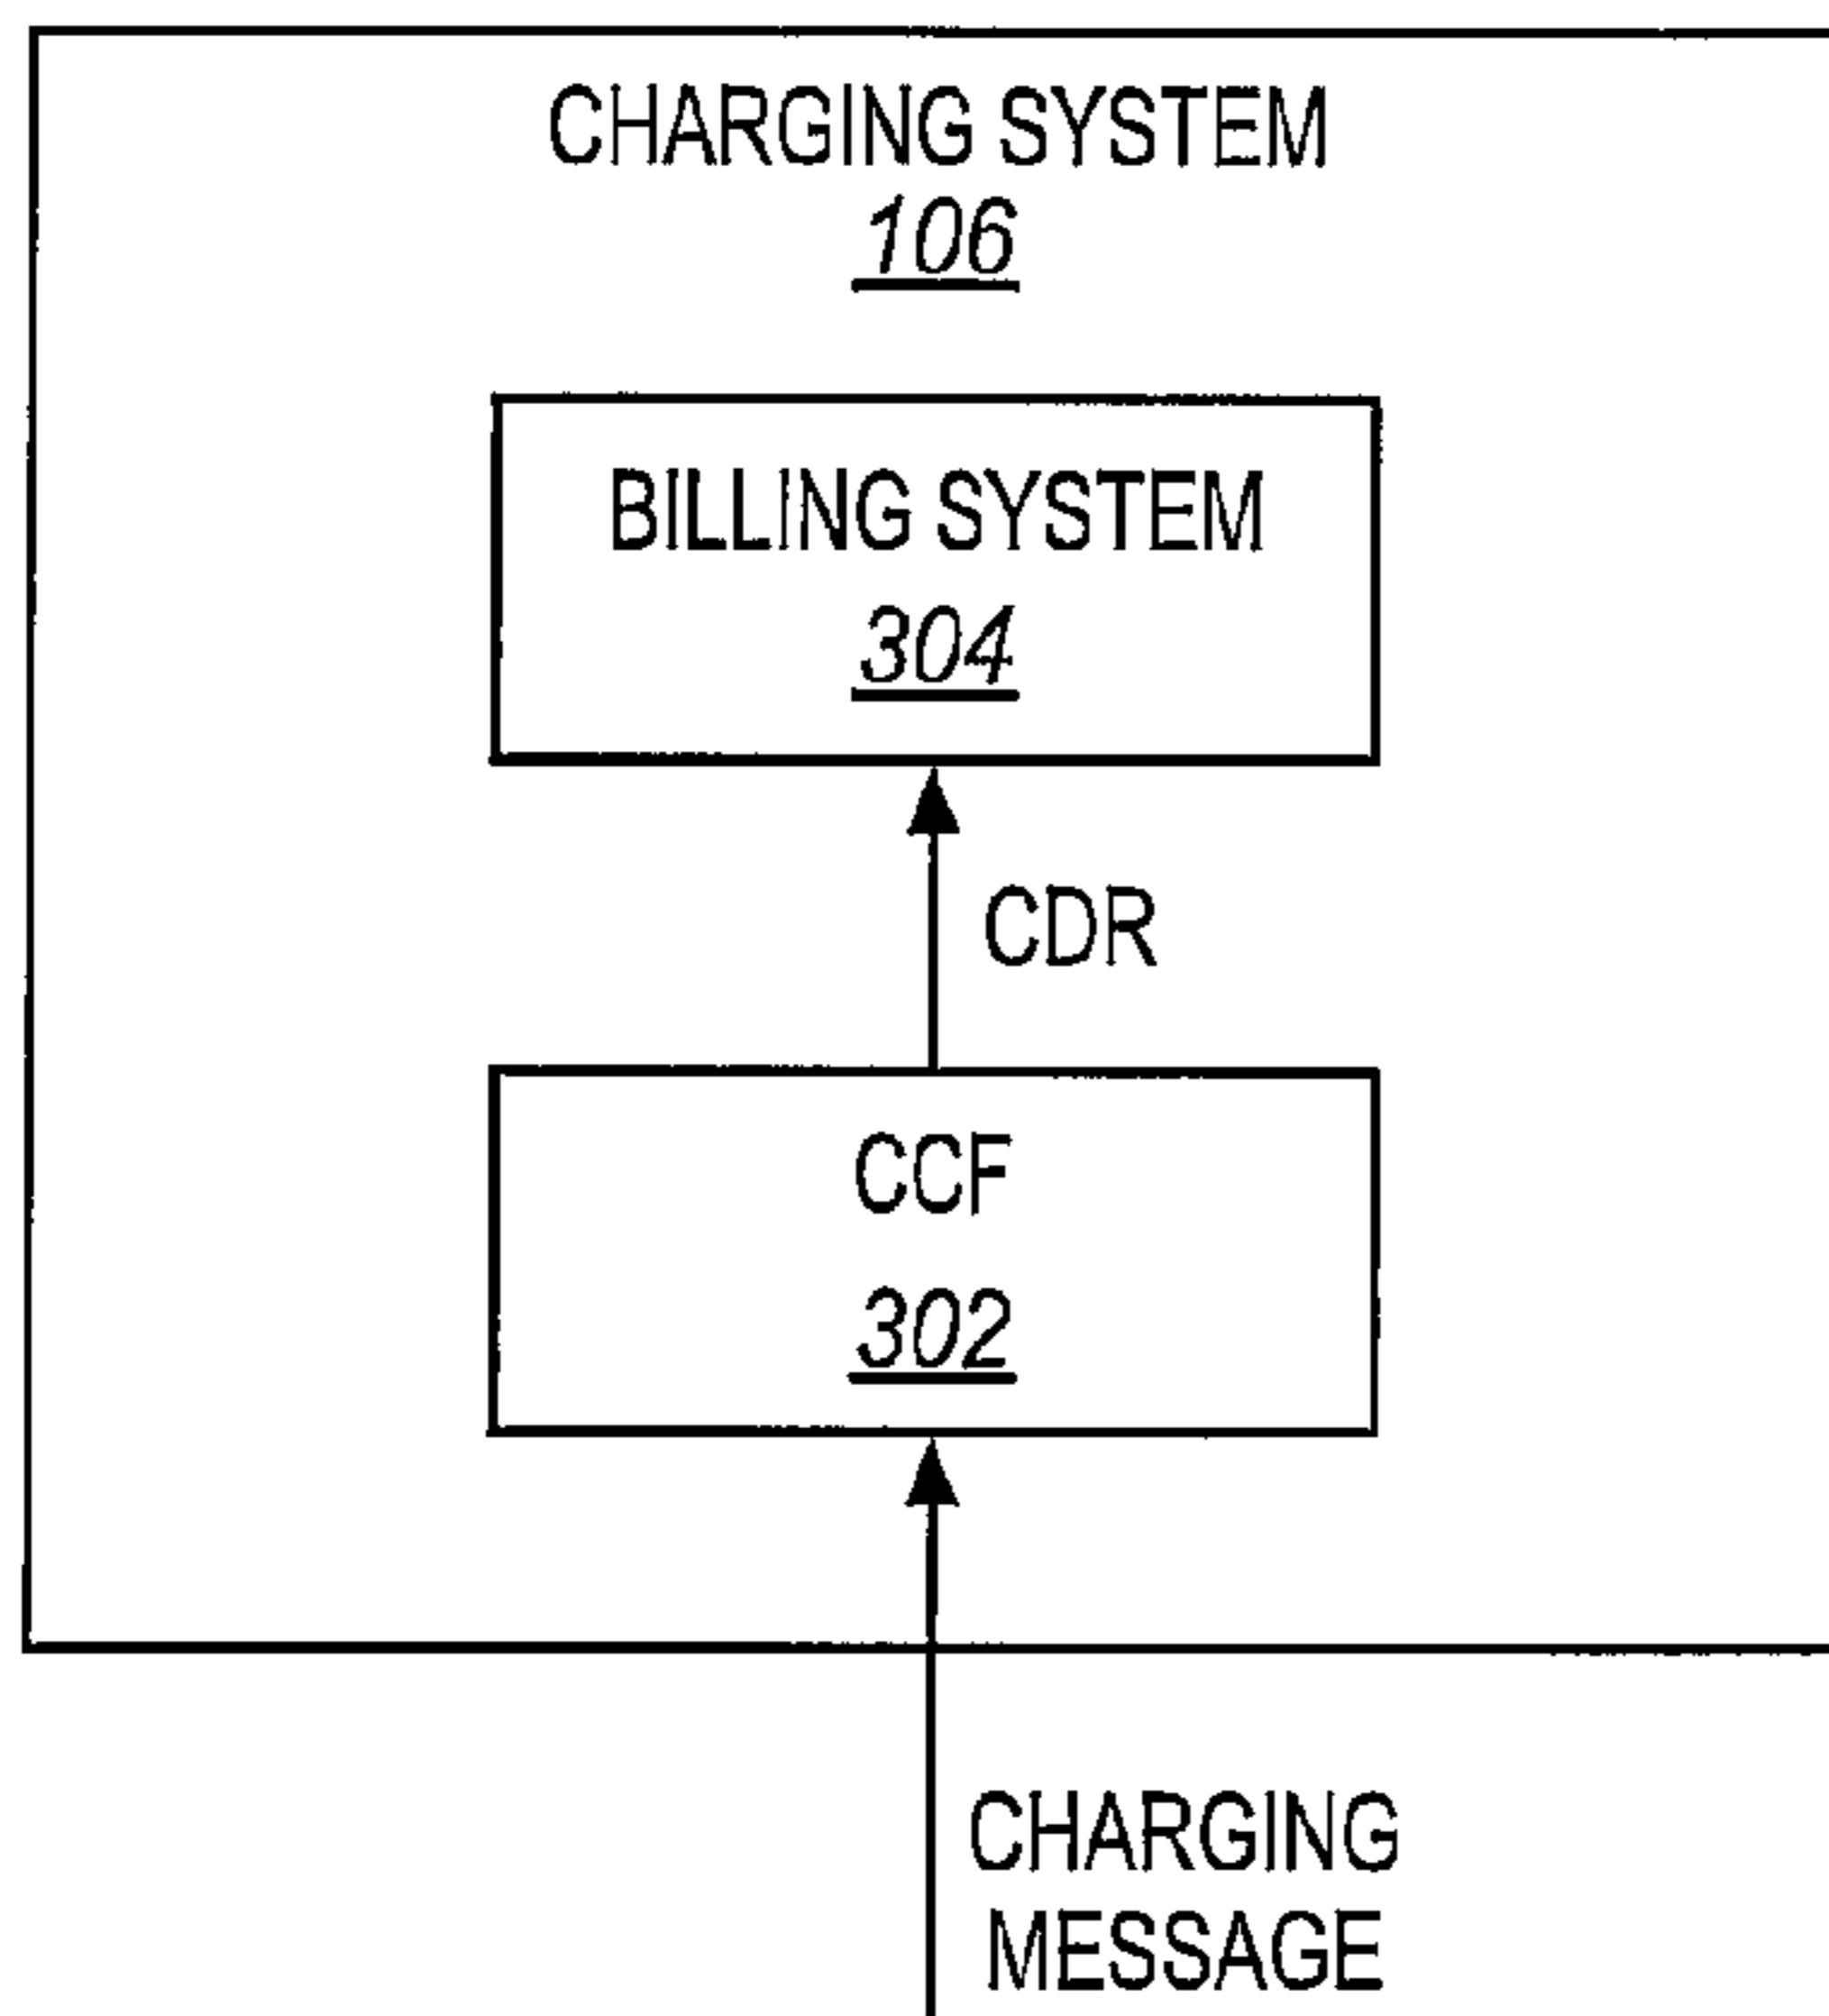 CHARGING SYSTEM
106
BILLING SYSTEM
304
CDR
CCF
302
CHARGING
MESSAGE